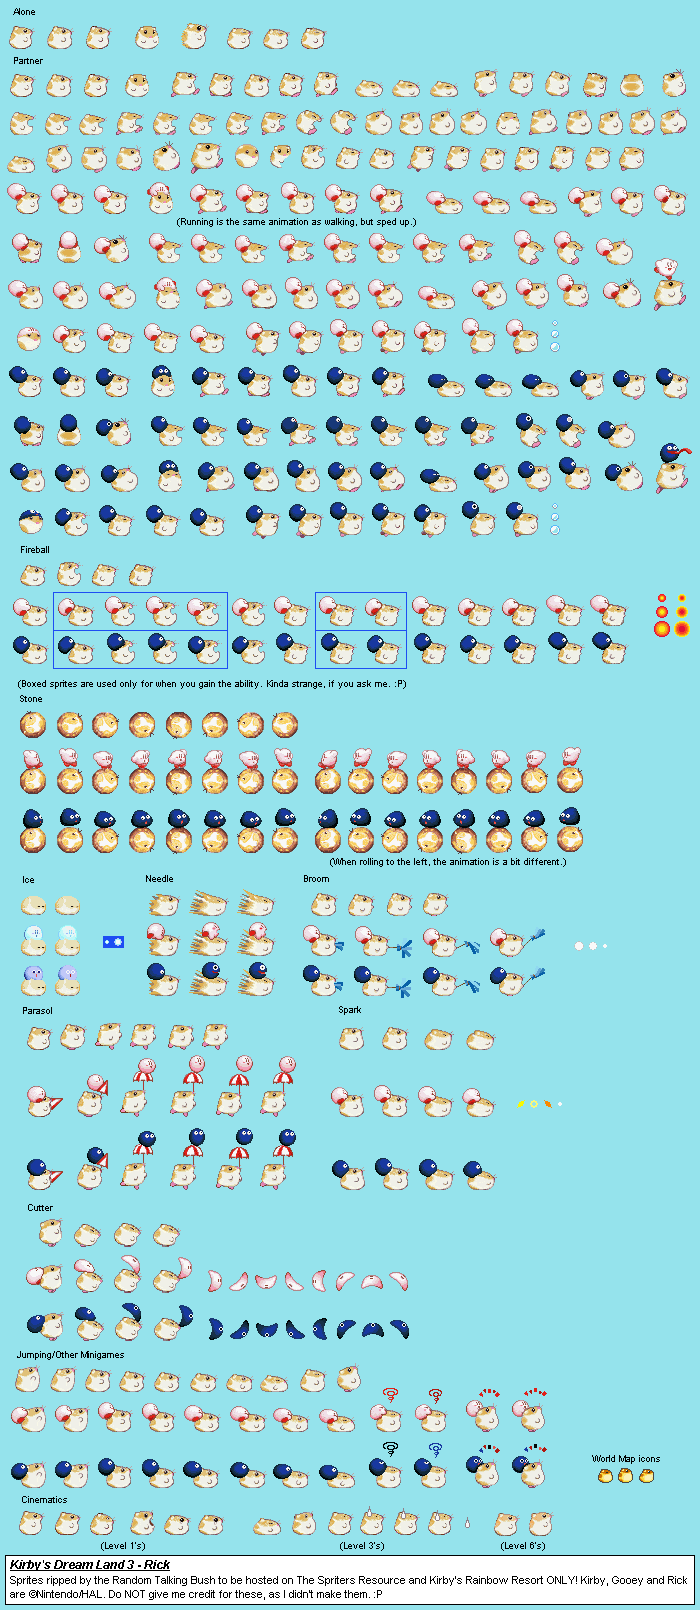 Alone
Partner
(Running is the same animation as walking, but sped up.)
Fireball
(Boxed sprites are used only for when you gain the ability. Kinda strange, if you ask me. :P)
Stone
(When rolling to the left, the animation is a bit different.)
Ice
Needle
Broom
Parasol
Spark
Cutter
Jumping/Other Minigames
World Map icons
Cinematics
(Level 1's)
(Level 3's)
(Level 6's)
Kirby's Dream Land 3 - Rick
Sprites ripped by the Random Talking Bush to be hosted on The Spriters Resource and Kirby's Rainbow Resort ONLY! Kirby, Gooey and Rick
are ©Nintendo/HAL. Do NOT give me credit for these, as I didn't make them. :P